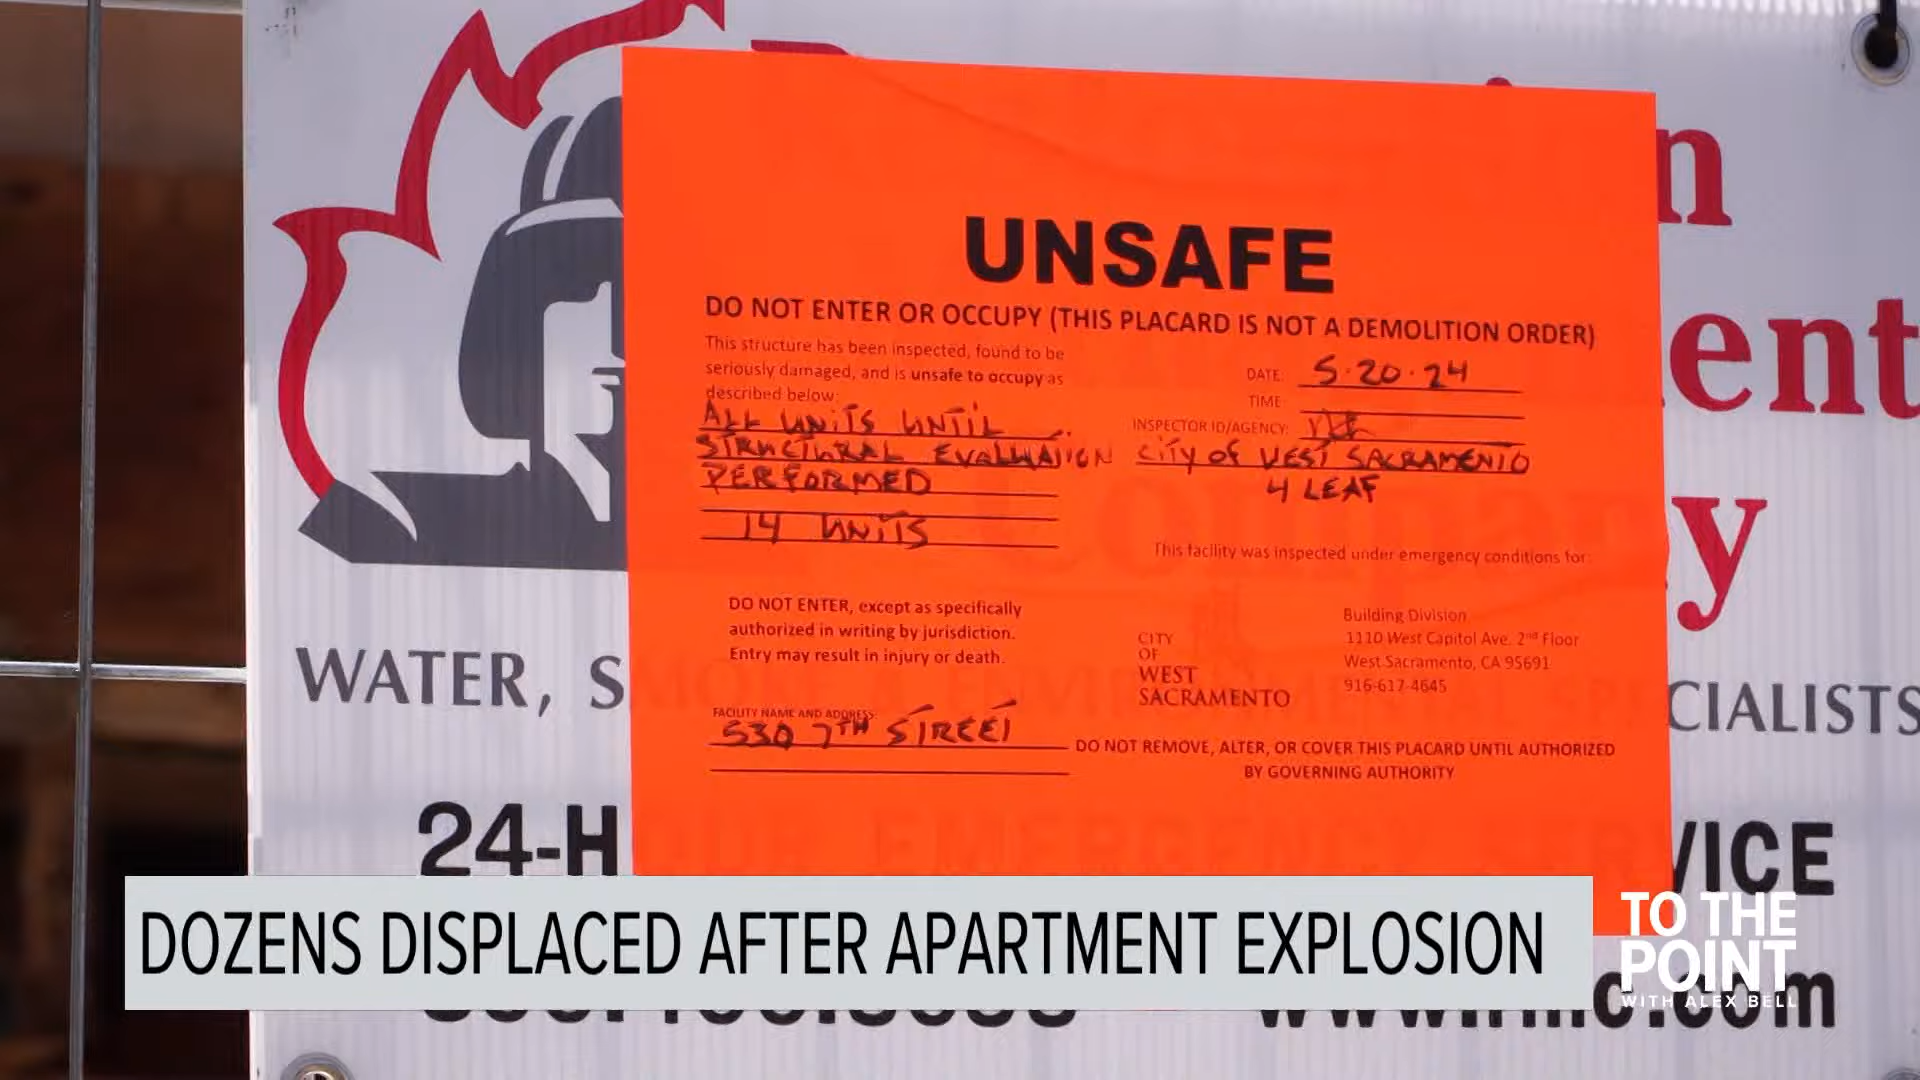 UNSAFE
DO NOT ENTER OR OCCUPY (THIS PLACARD IS NOT A DEMOLITION ORDER)
This structure has been inspected, found to be
seriously damaged, and is unsafe to occupy as
described below:
ALL UNITS UNTIL
STRUCTURAL EVALUATION
PERFORMED
14 UNITS
DATE: 5·20·24
TIME
INSPECTOR ID/AGENCY:
CITY OF WEST SACRAMENTO
4 LEAF
This facility was inspected under emergency conditions for:
DO NOT ENTER, except as specifically
authorized in writing by jurisdiction.
Entry may result in injury or death.
CITY
OF
WEST
SACRAMENTO
Building Division
1110 West Capitol Ave. 2nd Floor
West Sacramento, CA 95691
916-617-4645
FACILITY NAME AND ADDRESS:
530 7TH STREET
DO NOT REMOVE, ALTER, OR COVER THIS PLACARD UNTIL AUTHORIZED
BY GOVERNING AUTHORITY
WATER, S
CIALISTS
24-H
VICE
DOZENS DISPLACED AFTER APARTMENT EXPLOSION
TO THE
POINT
WITH ALEX BELL